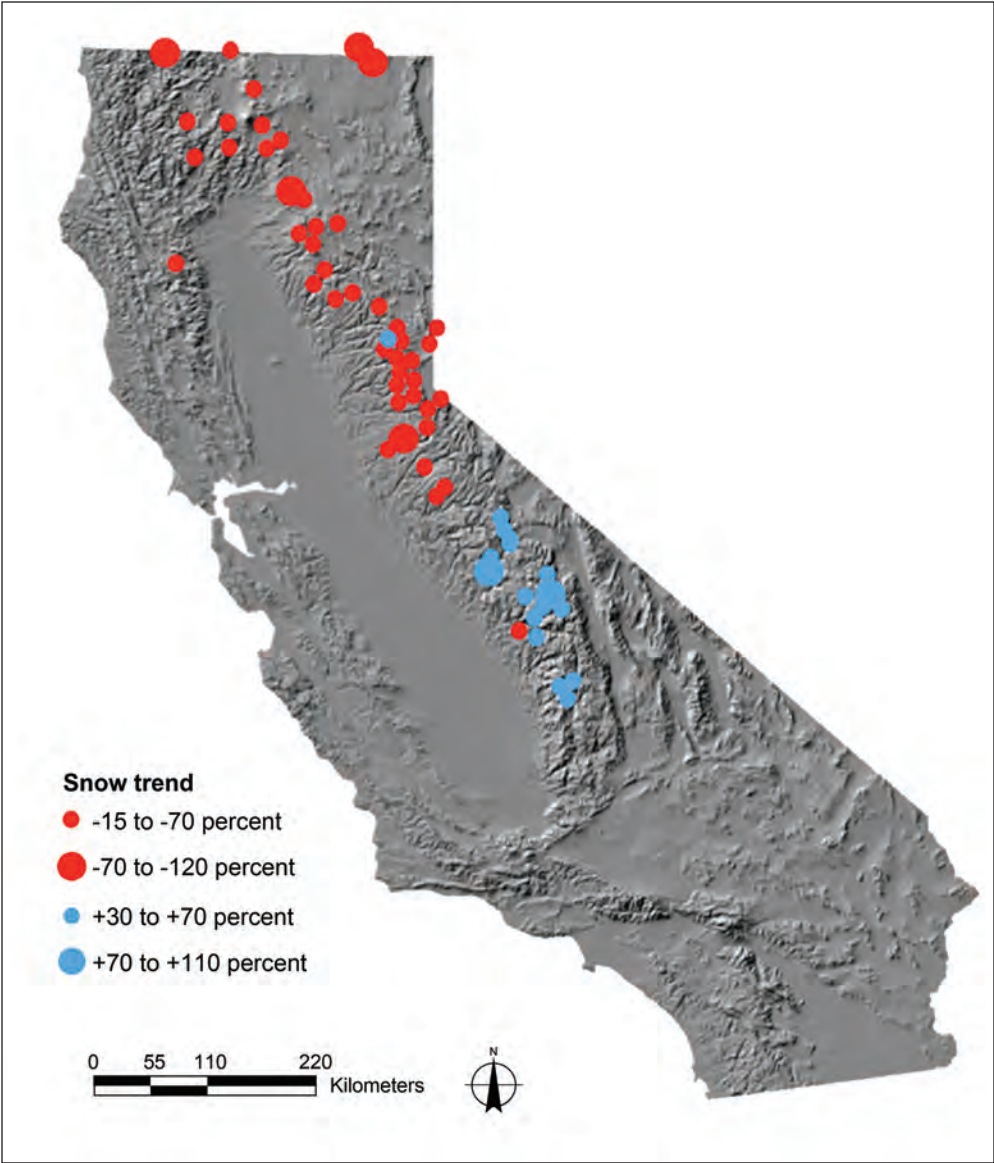 Snow trend
-15 to -70 percent
-70 to -120 percent
+30 to +70 percent
+70 to +110 percent
0 55 110 220
Kilometers
N